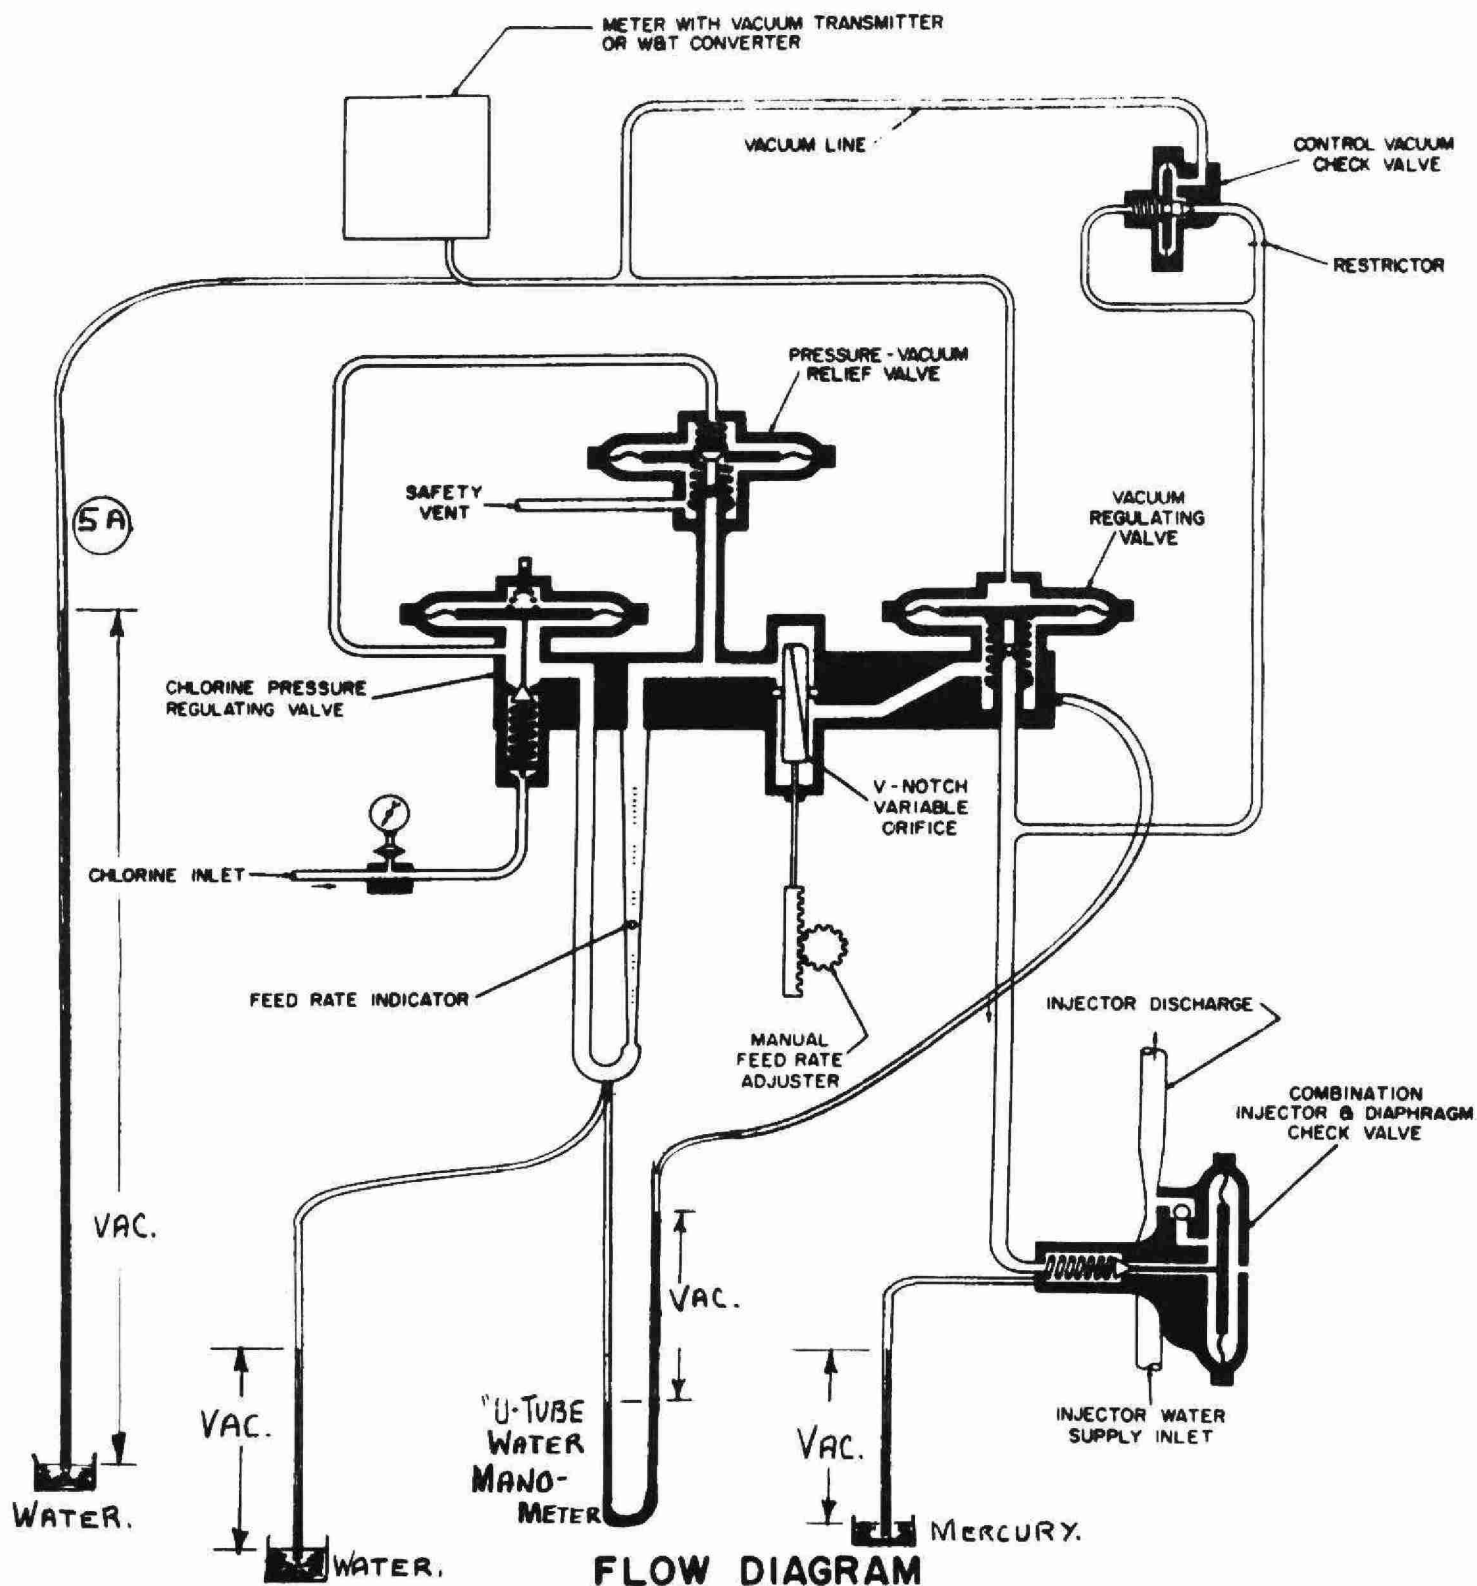 METER WITH VACUUM TRANSMITTER
OR W&T CONVERTER
VACUUM LINE
CONTROL VACUUM
CHECK VALVE
RESTRICTOR
PRESSURE-VACUUM
RELIEF VALVE
SAFETY
VENT
5A
VACUUM
REGULATING
VALVE
CHLORINE PRESSURE
REGULATING VALVE
V-NOTCH
VARIABLE
ORIFICE
CHLORINE INLET
FEED RATE INDICATOR
MANUAL
FEED RATE
ADJUSTER
INJECTOR DISCHARGE
COMBINATION
INJECTOR & DIAPHRAGM
CHECK VALVE
VAC.
VAC.
VAC.
VAC.
"U-TUBE
WATER
MANO-
METER
INJECTOR WATER
SUPPLY INLET
WATER.
WATER.
MERCURY.
FLOW DIAGRAM